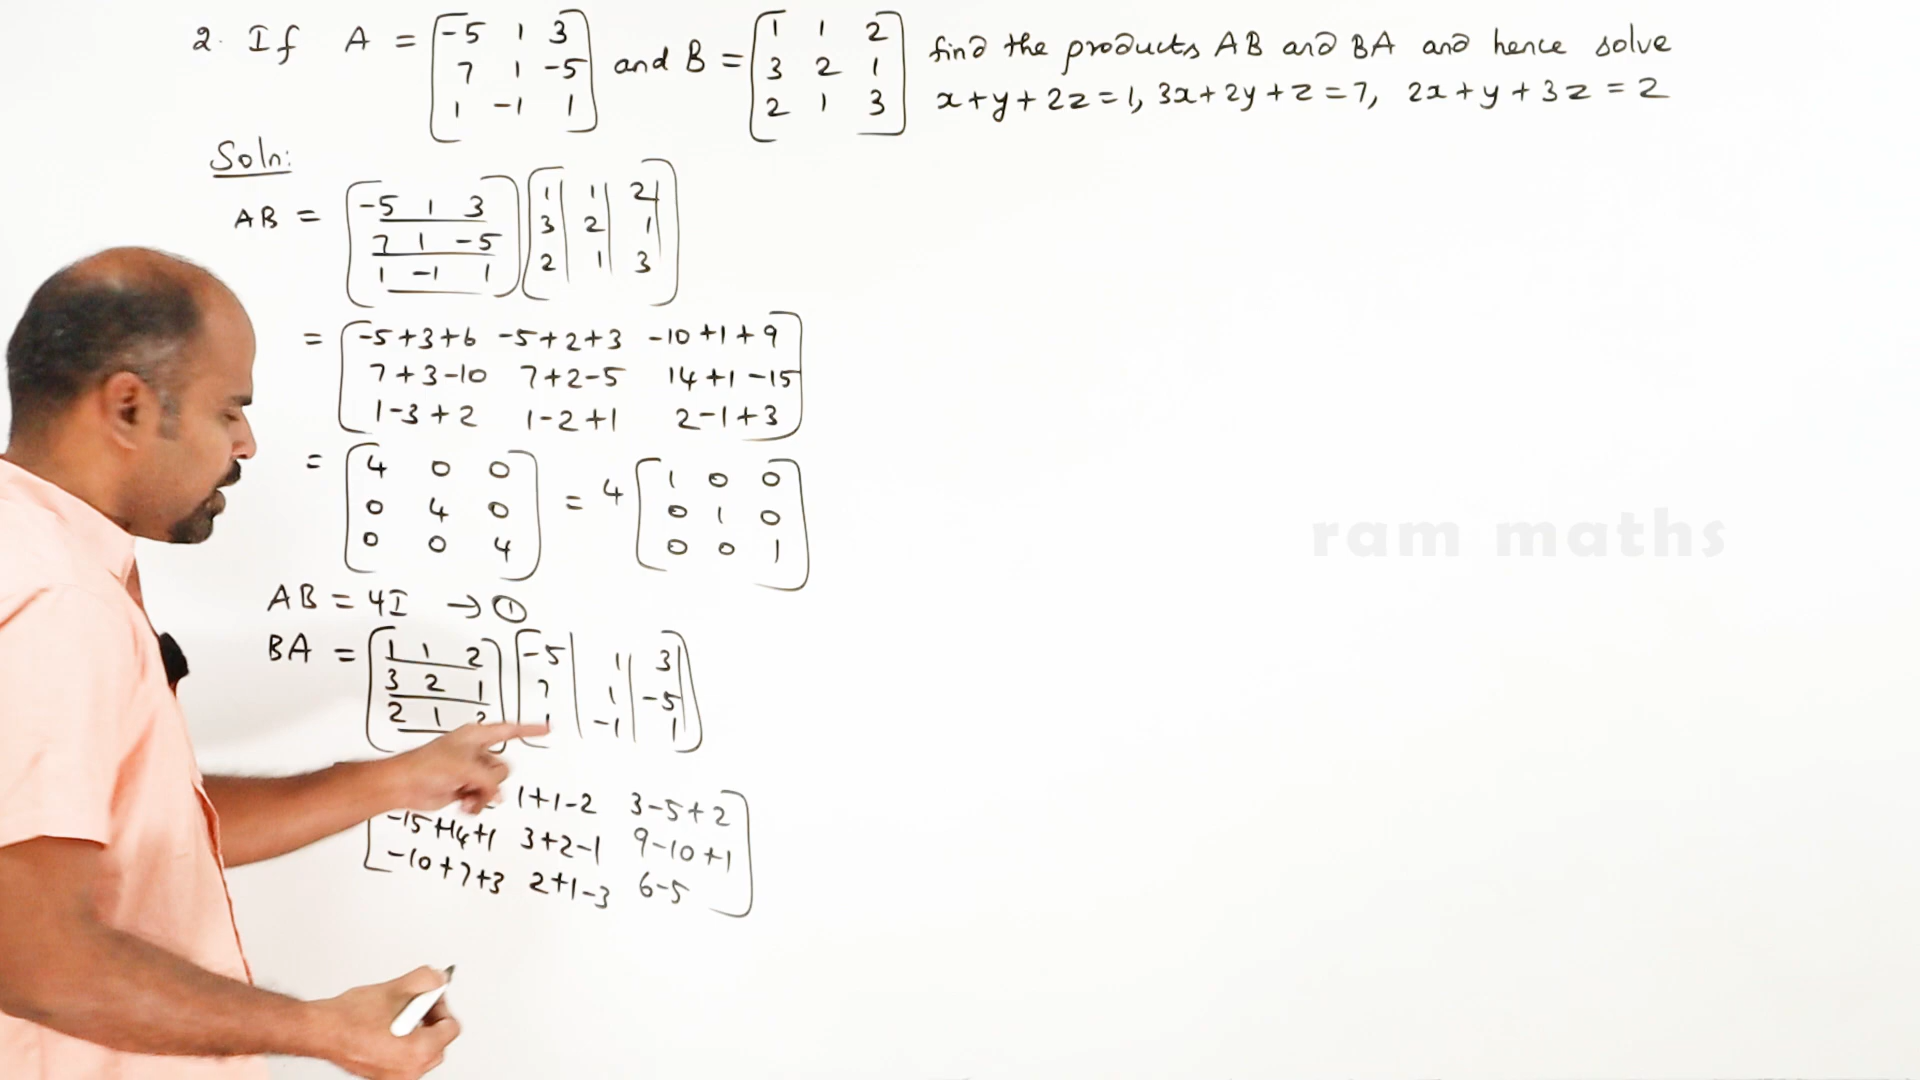 2. If A = [-5 1 3 and B = [1 1 2 find the products AB and BA and hence solve
7 1 -5 3 2 1 x+y+2z=1, 3x+2y+z=7, 2x+y+3z=2
1 -1 1] 2 1 3]
Soln:
AB = [-5 1 3 [1 1 2
7 1 -5 3 2 1
1 -1 1] 2 1 3]
= [-5+3+6 -5+2+3 -10+1+9
7+3-10 7+2-5 14+1-15
1-3+2 1-2+1 2-1+3]
= [4 0 0 = 4 [1 0 0
0 4 0 0 1 0
0 0 4] 0 0 1]
ram maths
AB = 4I → ①
BA = [1 1 2 [-5 1 3
3 2 1 7 1 -5
2 1 3] 1 -1 1]
1+1-2 3-5+2
-15+14+1 3+2-1 9-10+1
-10+7+3 2+1-3 6-5]